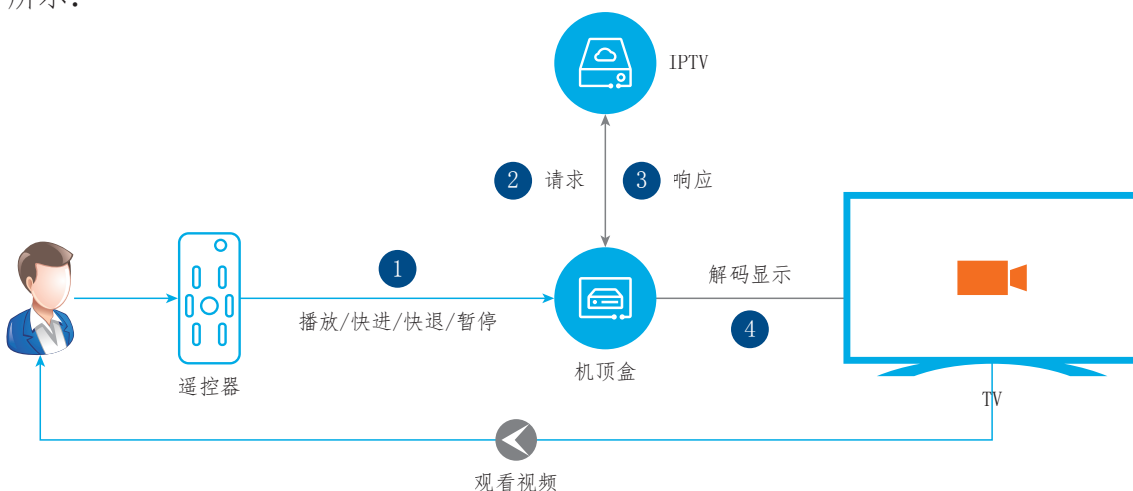 所示：
IPTV
2 请求
3 响应
1
播放/快进/快退/暂停
解码显示
4
遥控器
机顶盒
TV
观看视频